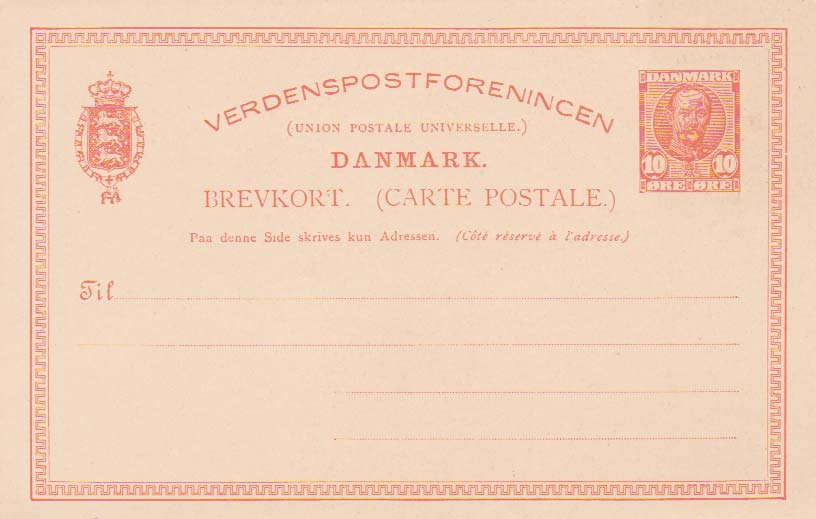 VERDENSPOSTFORENINGEN
(UNION POSTALE UNIVERSELLE.)
DANMARK.
BREVKORT. (CARTE POSTALE.)
Paa denne Side skrives kun Adressen. (Côté réservé à l'adresse.)
DANMARK
10 10
ØRE ØRE
Til